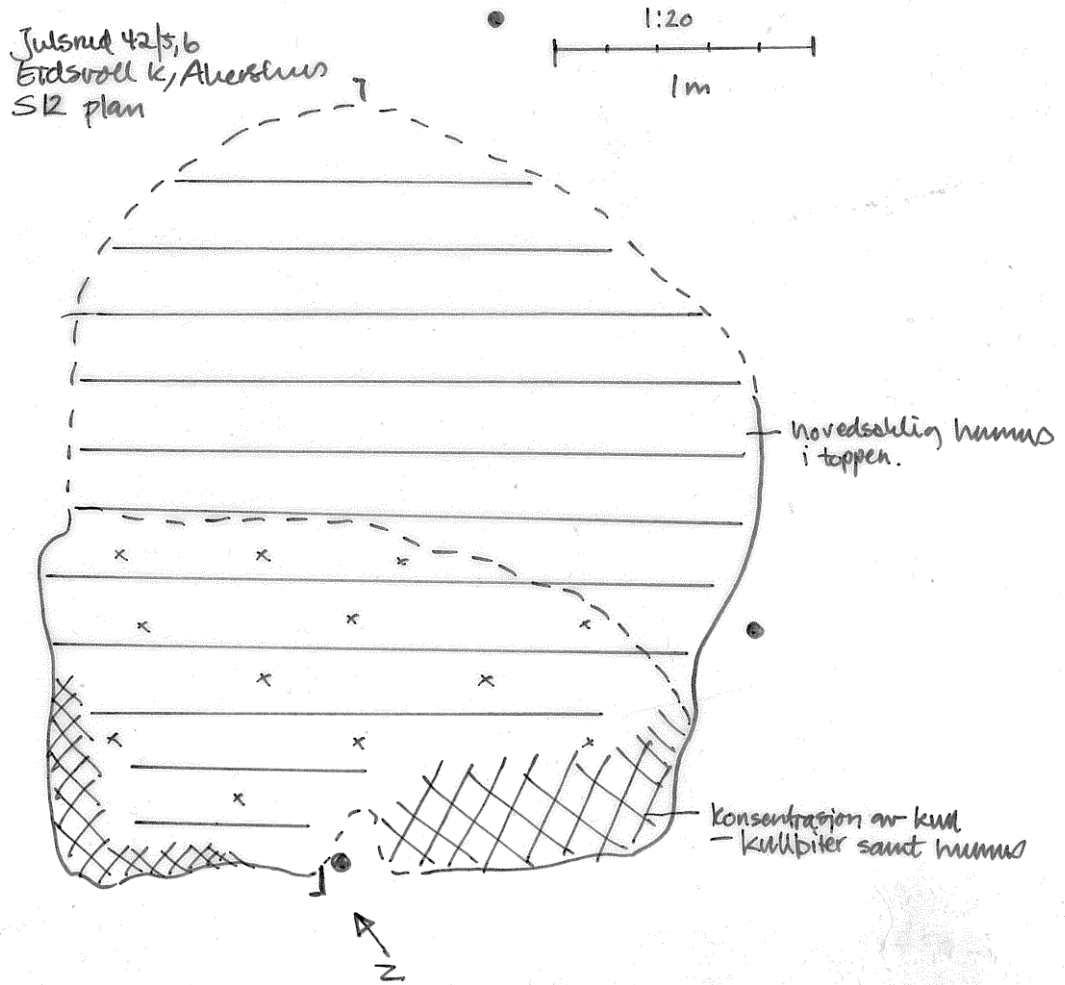 Julsrud 42/5,6
Eidsvoll k, Akershus
S12 plan
1:20
1m
hovedsaklig humus
i toppen.
konsentrasjon av kull
– kullbiter samt humus
N